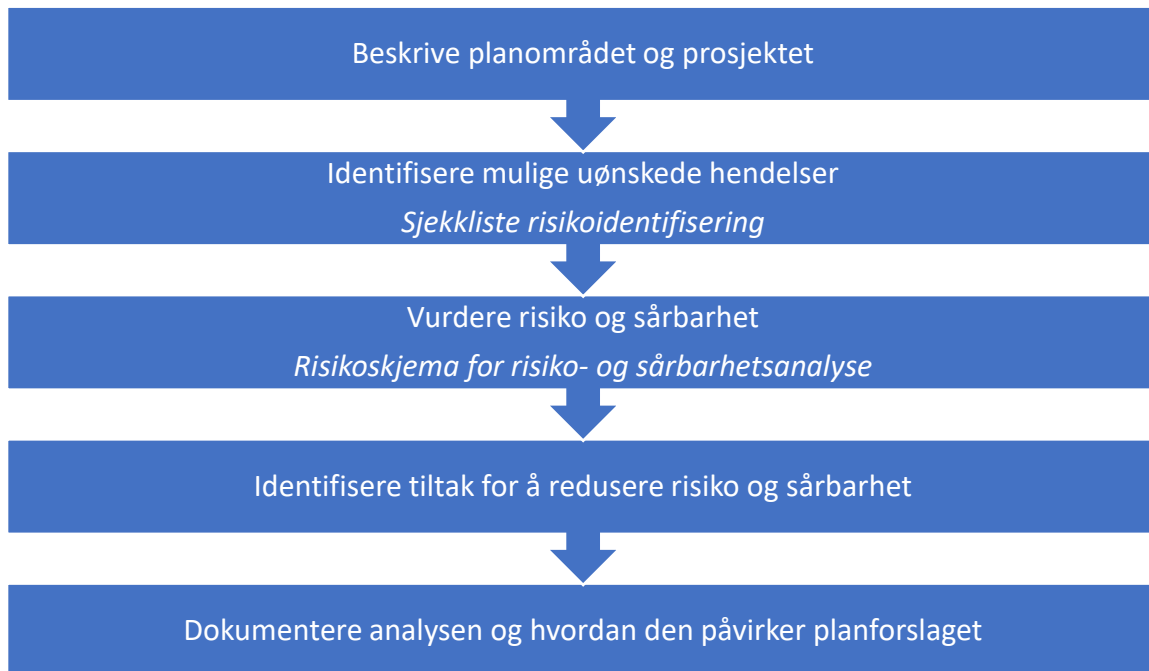 Beskrive planområdet og prosjektet
Identifisere mulige uønskede hendelser
Sjekkliste risikoidentifisering
Vurdere risiko og sårbarhet
Risikoskjema for risiko- og sårbarhetsanalyse
Identifisere tiltak for å redusere risiko og sårbarhet
Dokumentere analysen og hvordan den påvirker planforslaget